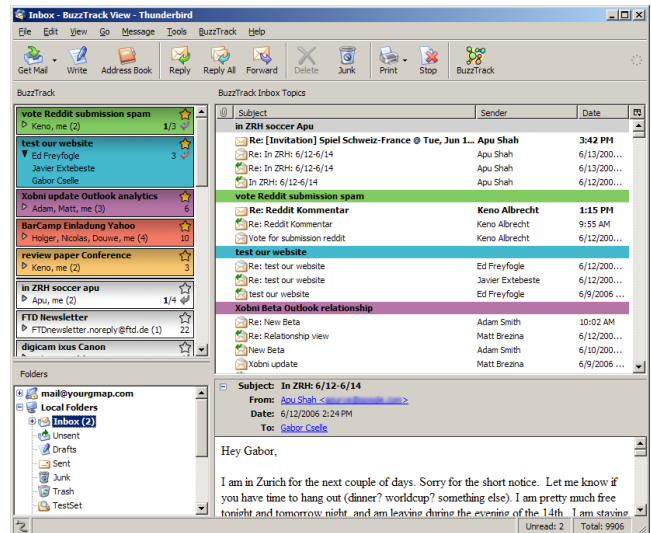 Inbox - BuzzTrack View - Thunderbird
File Edit View Go Message Tools BuzzTrack Help
Get Mail Write Address Book Reply Reply All Forward Delete Junk Print Stop BuzzTrack
BuzzTrack
vote Reddit submission spam
Keno, me (2) 1/3
test our website
Ed Freyfogle 3
Javier Extebeste
Gabor Cselle
Xobni update Outlook analytics
Adam, Matt, me (3) 6
BarCamp Einladung Yahoo
Holger, Nicolas, Douwe, me (4) 10
review paper Conference
Keno, me (2) 3
in ZRH soccer apu
Apu, me (2) 1/4
FTD Newsletter
FTDnewsletter.noreply@ftd.de (1) 22
digicam ixus Canon
Folders
mail@yourgmap.com
Local Folders
Inbox (2)
Unsent
Drafts
Sent
Junk
Trash
TestSet
BuzzTrack Inbox Topics
Subject Sender Date
in ZRH soccer Apu
Re: [Invitation] Spiel Schweiz-France @ Tue, Jun 1... Apu Shah 3:42 PM
Re: In ZRH: 6/12-6/14 Apu Shah 6/13/200...
Re: In ZRH: 6/12-6/14 Apu Shah 6/13/200...
In ZRH: 6/12-6/14 Apu Shah 6/12/200...
vote Reddit submission spam
Re: Reddit Kommentar Keno Albrecht 1:15 PM
Re: Reddit Kommentar Keno Albrecht 9:55 AM
Vote for submission reddit Keno Albrecht 6/12/200...
test our website
Re: test our website Ed Freyfogle 6/12/200...
Re: test our website Javier Extebeste 6/12/200...
test our website Ed Freyfogle 6/9/2006 ...
Xobni Beta Outlook relationship
Re: New Beta Adam Smith 10:02 AM
Re: Relationship view Matt Brezina 6/12/200...
New Beta Adam Smith 6/10/200...
Xobni update Matt Brezina 6/9/2006 ...
Subject: In ZRH: 6/12-6/14
From: Apu Shah <
Date: 6/12/2006 2:24 PM
To: Gabor Cselle
Hey Gabor,
I am in Zurich for the next couple of days. Sorry for the short notice. Let me know if
you have time to hang out (dinner? worldcup? something else). I am pretty much free
tonight and tomorrow night, and am leaving during the evening of the 14th. I am staying
Unread: 2 Total: 9906